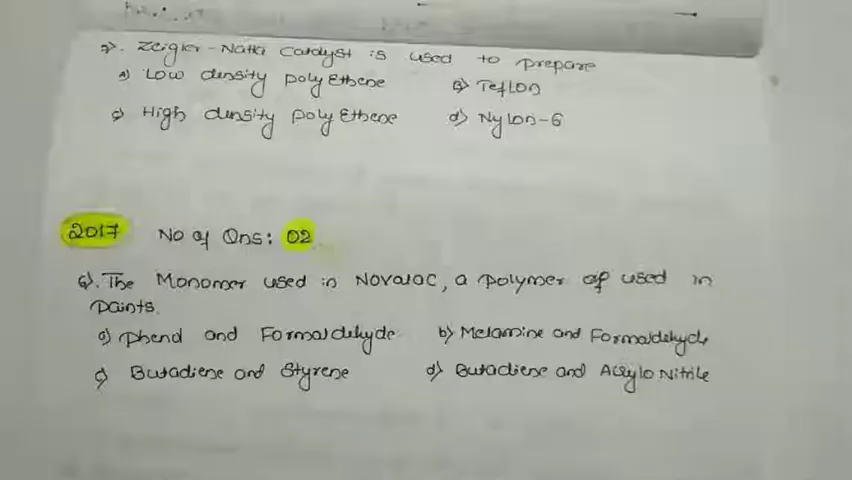 Q). Zeigler-Natta Catalyst is used to prepare
a) Low density poly Ethene b) Teflon
c) High density poly Ethene d) Nylon-6
2017 No of Qns: 02
Q). The Monomer used in NOVALAC, a polymer of used in
paints.
a) phenol and Formaldehyde b) Melamine and Formaldehyde
c) Butadiene and Styrene d) Butadiene and Acrylo Nitrile